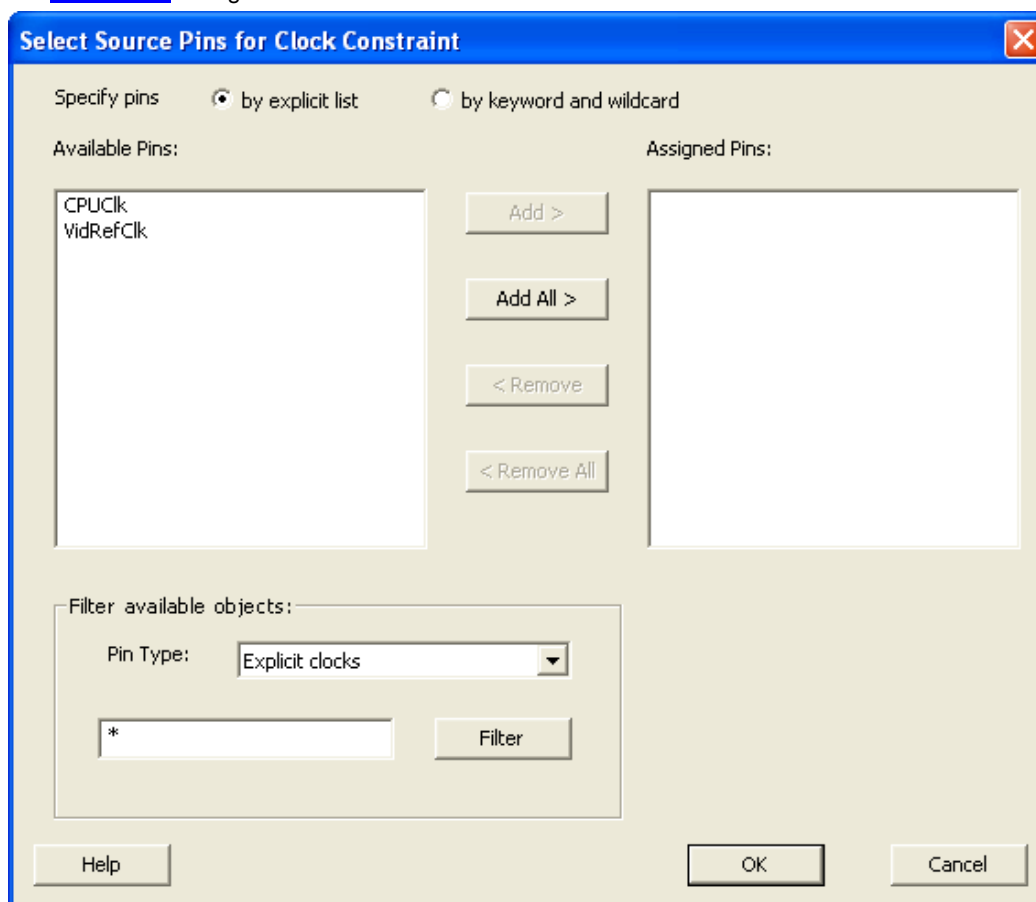 Select Source Pins for Clock Constraint
Specify pins by explicit list by keyword and wildcard
Available Pins: Assigned Pins:
CPUClk
VidRefClk
Add >
Add All >
< Remove
< Remove All
Filter available objects:
Pin Type: Explicit clocks
* Filter
Help OK Cancel